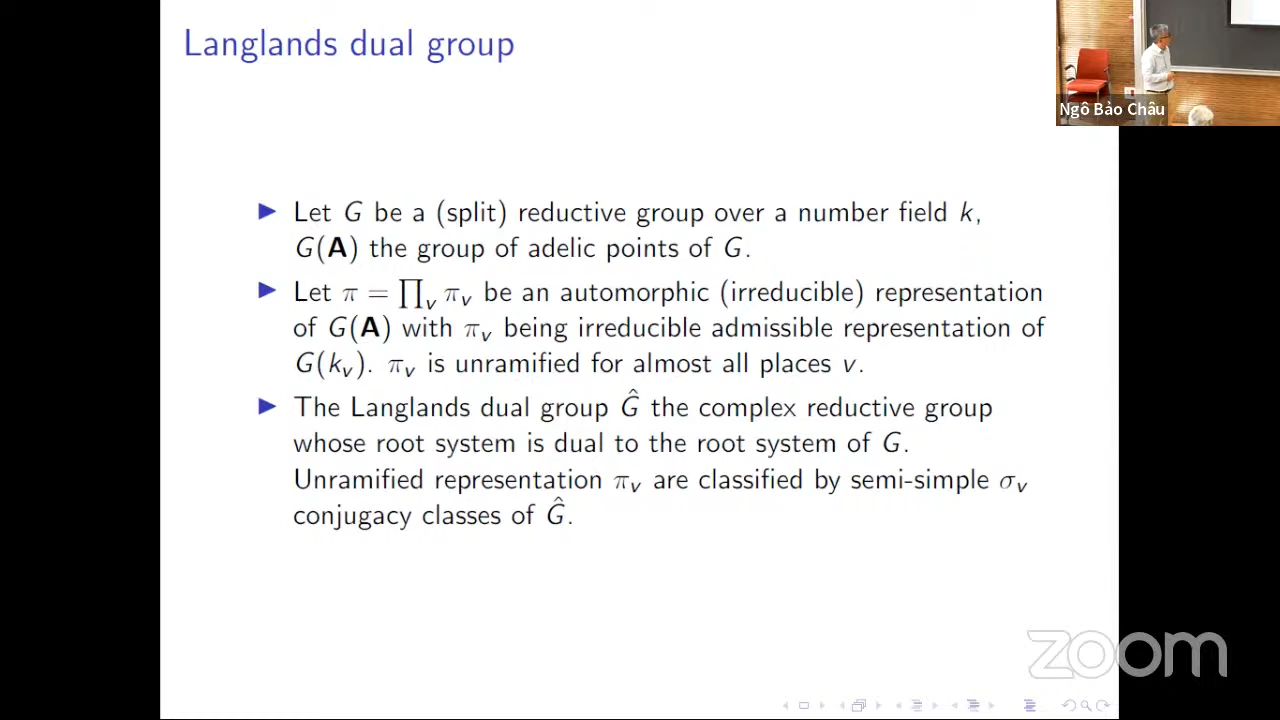 Langlands dual group
Ngô Bảo Châu
▶ Let G be a (split) reductive group over a number field k,
G(𝐀) the group of adelic points of G.
▶ Let π = ∏_v π_v be an automorphic (irreducible) representation
of G(𝐀) with π_v being irreducible admissible representation of
G(k_v). π_v is unramified for almost all places v.
▶ The Langlands dual group Ĝ the complex reductive group
whose root system is dual to the root system of G.
Unramified representation π_v are classified by semi-simple σ_v
conjugacy classes of Ĝ.
zoom